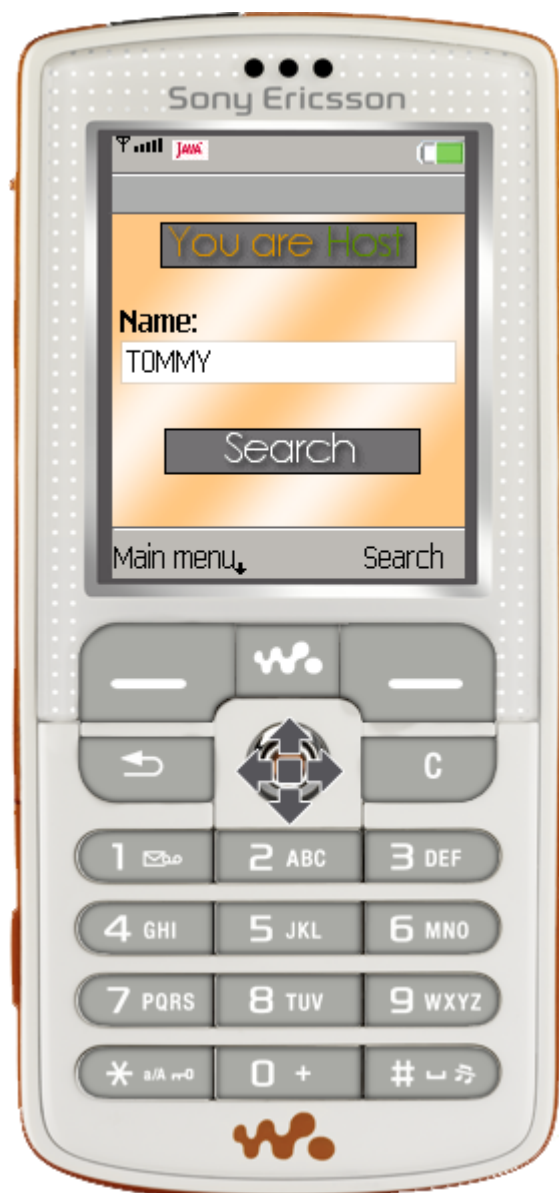 Sony Ericsson
JAVA
You are Host
Name:
TOMMY
Search
Main menu Search
C
1 2 ABC 3 DEF
4 GHI 5 JKL 6 MNO
7 PQRS 8 TUV 9 WXYZ
* a/A 0 + #